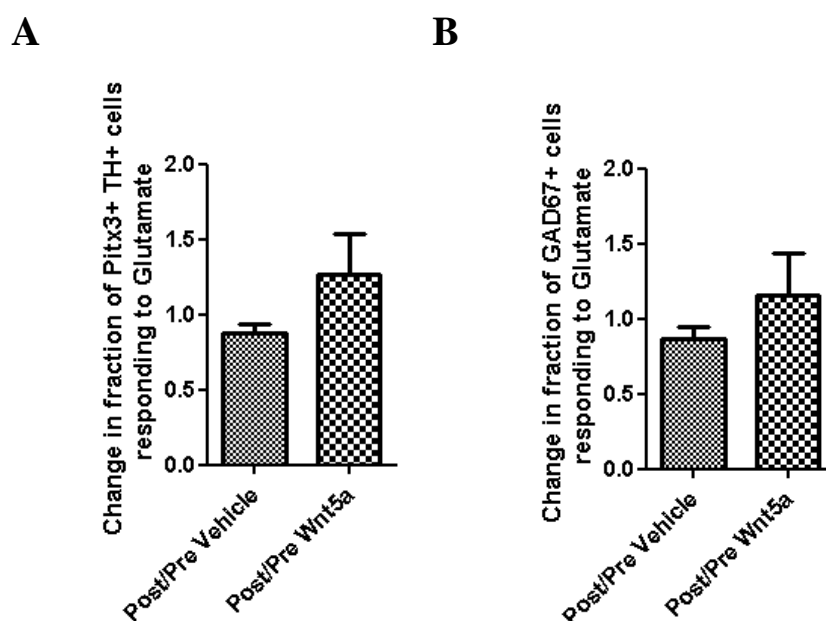 A
Change in fraction of Pitx3+ TH+ cells
responding to Glutamate
2.0
1.5
1.0
0.5
0.0
Post/Pre Vehicle
Post/Pre Wnt5a
B
Change in fraction of GAD67+ cells
responding to Glutamate
2.0
1.5
1.0
0.5
0.0
Post/Pre Vehicle
Post/Pre Wnt5a